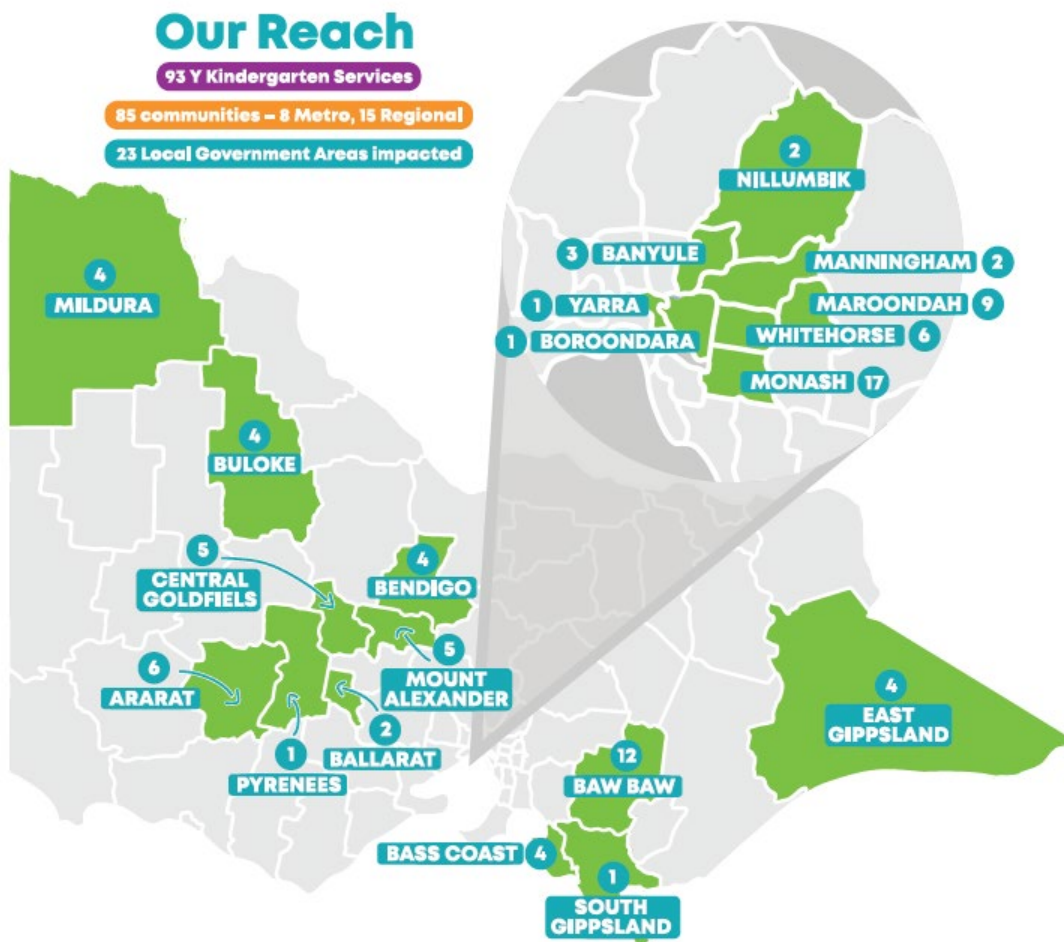 Our Reach
93 Y Kindergarten Services
85 communities – 8 Metro, 15 Regional
23 Local Government Areas impacted
2
NILLUMBIK
3 BANYULE
MANNINGHAM 2
1 YARRA
MAROONDAH 9
1 BOROONDARA
WHITEHORSE 6
MONASH 17
4
MILDURA
4
BULOKE
5
CENTRAL
GOLDFIELS
4
BENDIGO
5
MOUNT
ALEXANDER
6
ARARAT
2
BALLARAT
1
PYRENEES
4
EAST
GIPPSLAND
12
BAW BAW
BASS COAST 4
1
SOUTH
GIPPSLAND